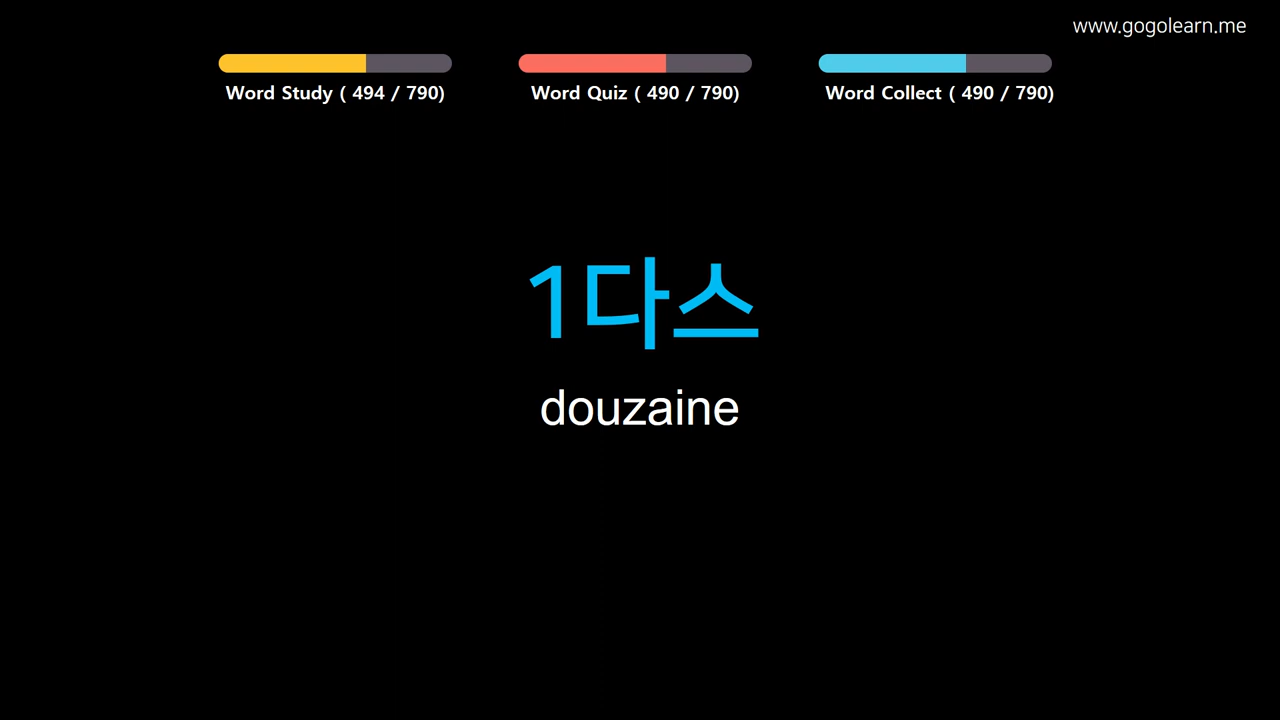 www.gogolearn.me
Word Study ( 494 / 790)
Word Quiz ( 490 / 790)
Word Collect ( 490 / 790)
1다스
douzaine